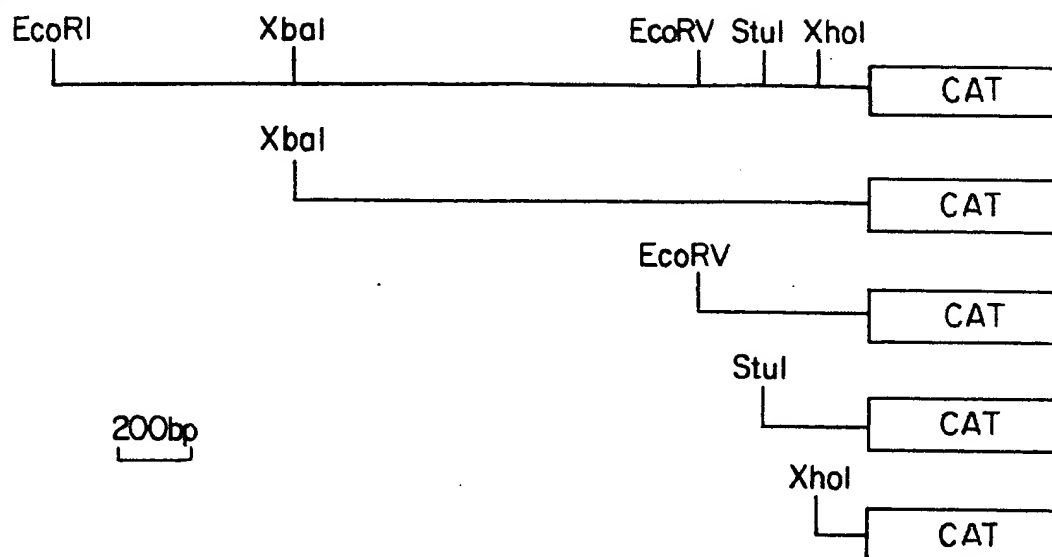 EcoRI XbaI EcoRV StuI XhoI
CAT
XbaI
CAT
EcoRV
CAT
StuI
CAT
200bp
XhoI
CAT